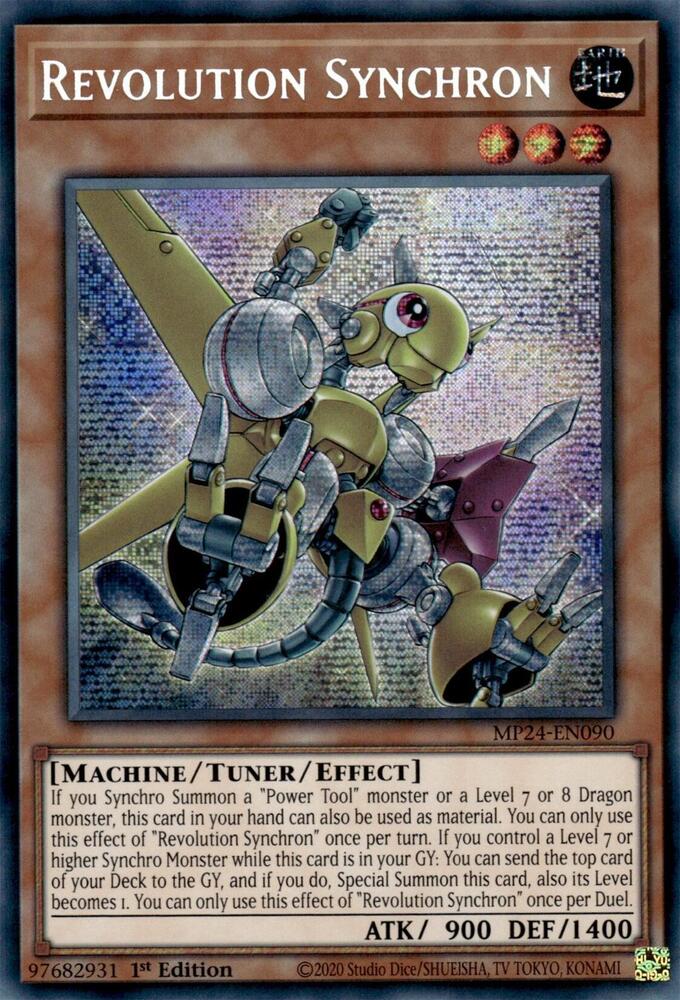 REVOLUTION SYNCHRON
EARTH
地
MP24-EN090
[MACHINE/TUNER/EFFECT]
If you Synchro Summon a "Power Tool" monster or a Level 7 or 8 Dragon
monster, this card in your hand can also be used as material. You can only use
this effect of "Revolution Synchron" once per turn. If you control a Level 7 or
higher Synchro Monster while this card is in your GY: You can send the top card
of your Deck to the GY, and if you do, Special Summon this card, also its Level
becomes 1. You can only use this effect of "Revolution Synchron" once per Duel.
ATK/ 900 DEF/1400
97682931 1st Edition ©2020 Studio Dice/SHUEISHA, TV TOKYO, KONAMI